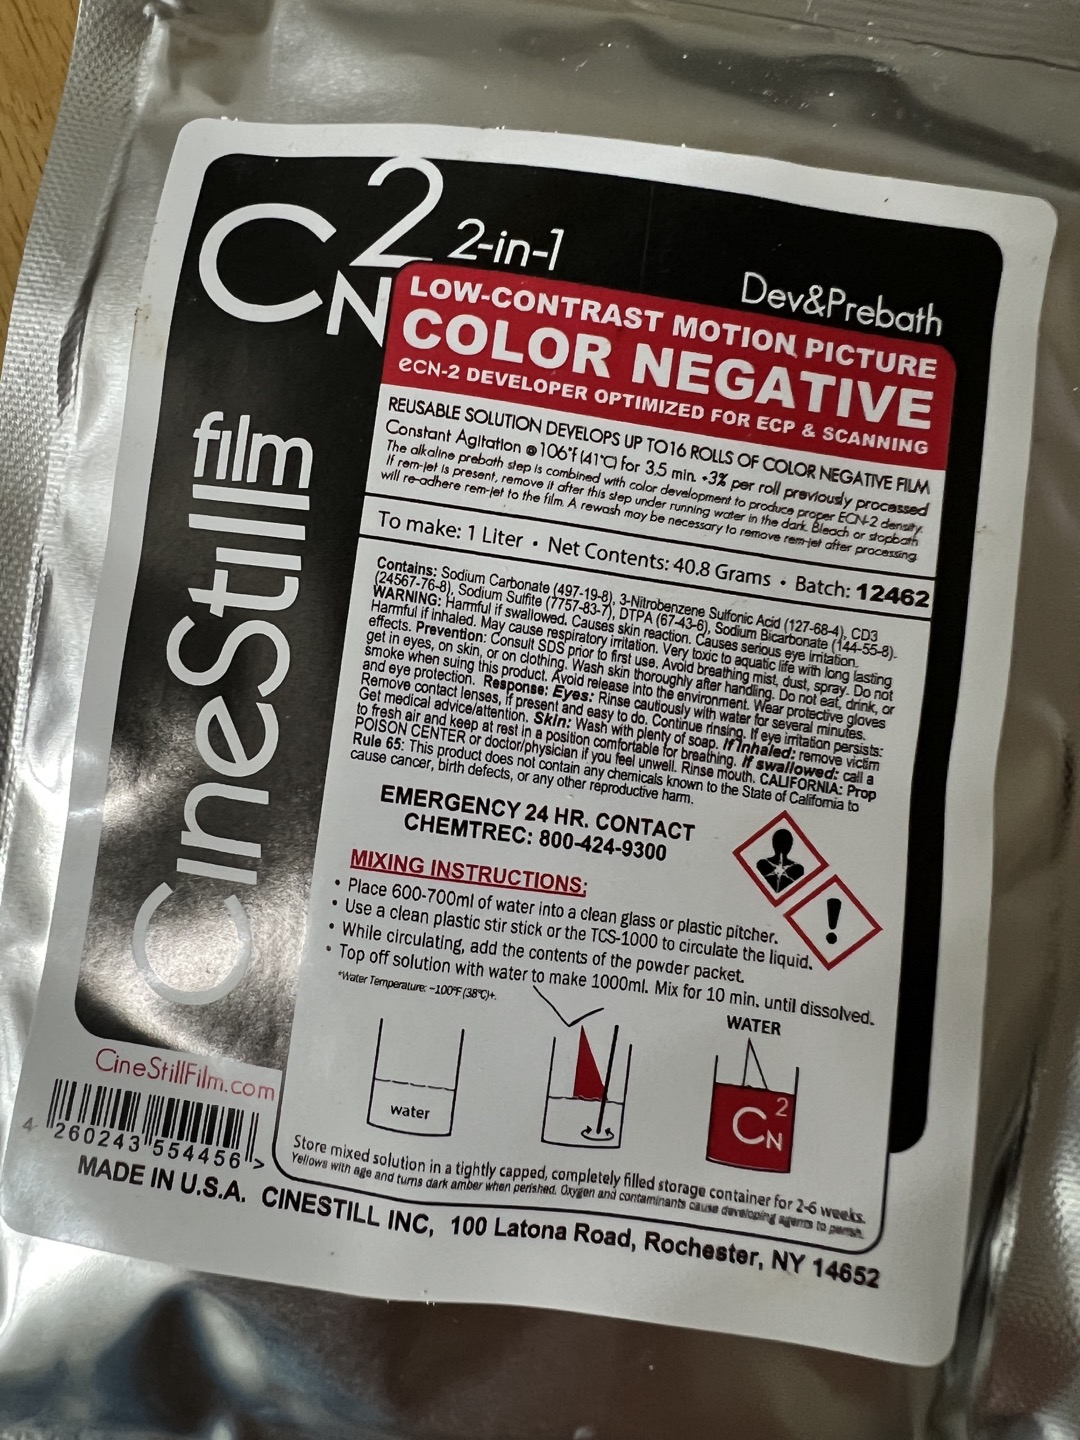 CN2 2-in-1
Dev&Prebath
LOW-CONTRAST MOTION PICTURE
COLOR NEGATIVE
eCN-2 DEVELOPER OPTIMIZED FOR ECP & SCANNING
REUSABLE SOLUTION DEVELOPS UP TO 16 ROLLS OF COLOR NEGATIVE FILM
Constant Agitation @ 106°f (41°C) for 3.5 min. +3% per roll previously processed
The alkaline prebath step is combined with color development to produce proper ECN-2 density.
If rem-jet is present, remove it after this step under running water in the dark. Bleach or stopbath
will re-adhere rem-jet to the film. A rewash may be necessary to remove rem-jet after processing.
To make: 1 Liter • Net Contents: 40.8 Grams • Batch: 12462
Contains: Sodium Carbonate (497-19-8), 3-Nitrobenzene Sulfonic Acid (127-68-4), CD3
(24567-76-8), Sodium Sulfite (7757-83-7), DTPA (67-43-6), Sodium Bicarbonate (144-55-8).
WARNING: Harmful if swallowed. Causes skin reaction. Causes serious eye Irritation.
Harmful if Inhaled. May cause respiratory irritation. Very toxic to aquatic life with long lasting
effects. Prevention: Consult SDS prior to first use. Avoid breathing mist, dust, spray. Do not
get in eyes, on skin, or on clothing. Wash skin thoroughly after handling. Do not eat, drink, or
smoke when suing this product. Avoid release into the environment. Wear protective gloves
and eye protection. Response: Eyes: Rinse cautiously with water for several minutes.
Remove contact lenses, if present and easy to do. Continue rinsing. If eye irritation persists:
Get medical advice/attention. Skin: Wash with plenty of soap. If Inhaled: remove victim
to fresh air and keep at rest in a position comfortable for breathing. If swallowed: call a
POISON CENTER or doctor/physician if you feel unwell. Rinse mouth. CALIFORNIA: Prop
Rule 65: This product does not contain any chemicals known to the State of California to
cause cancer, birth defects, or any other reproductive harm.
EMERGENCY 24 HR. CONTACT
CHEMTREC: 800-424-9300
MIXING INSTRUCTIONS:
• Place 600-700ml of water into a clean glass or plastic pitcher.
• Use a clean plastic stir stick or the TCS-1000 to circulate the liquid.
• While circulating, add the contents of the powder packet.
• Top off solution with water to make 1000ml. Mix for 10 min. until dissolved.
*Water Temperature: ~100°F (38°C)+.
WATER
water
CN2
Store mixed solution in a tightly capped, completely filled storage container for 2-6 weeks.
Yellows with age and turns dark amber when perished. Oxygen and contaminants cause developing agents to perish.
CineStill film
CineStillFilm.com
4 260243 554456 >
MADE IN U.S.A. CINESTILL INC, 100 Latona Road, Rochester, NY 14652